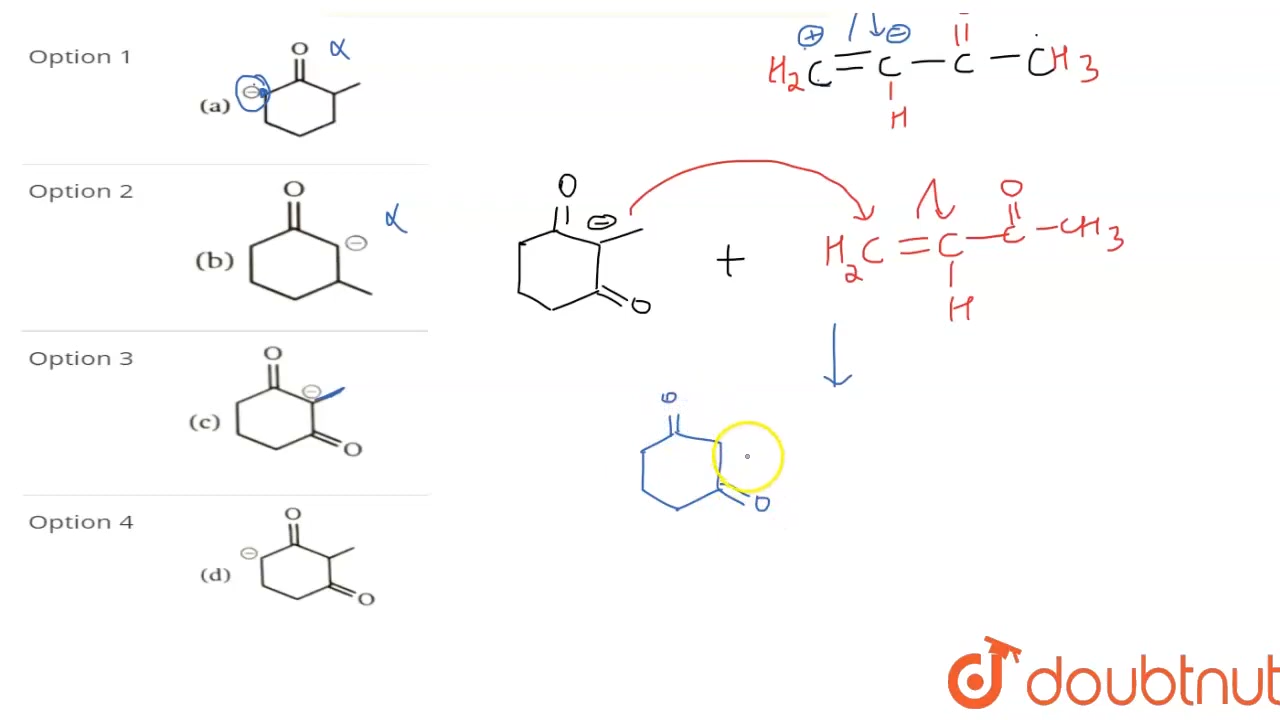 Option 1
O
α
⊖
(a)
⊕ ⊖
H2C = C — C — CH3
H
Option 2
O
α
⊖
(b)
O
⊖
O
+
O
H2C = C — C — CH3
H
Option 3
O
⊖
(c)
O
O
O
Option 4
O
⊖
(d)
O
doubtnut